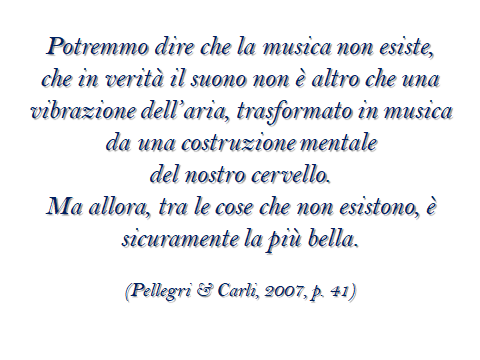 Potremmo dire che la musica non esiste,
che in verità il suono non è altro che una
vibrazione dell'aria, trasformato in musica
da una costruzione mentale
del nostro cervello.
Ma allora, tra le cose che non esistono, è
sicuramente la più bella.
(Pellegri & Carli, 2007, p. 41)